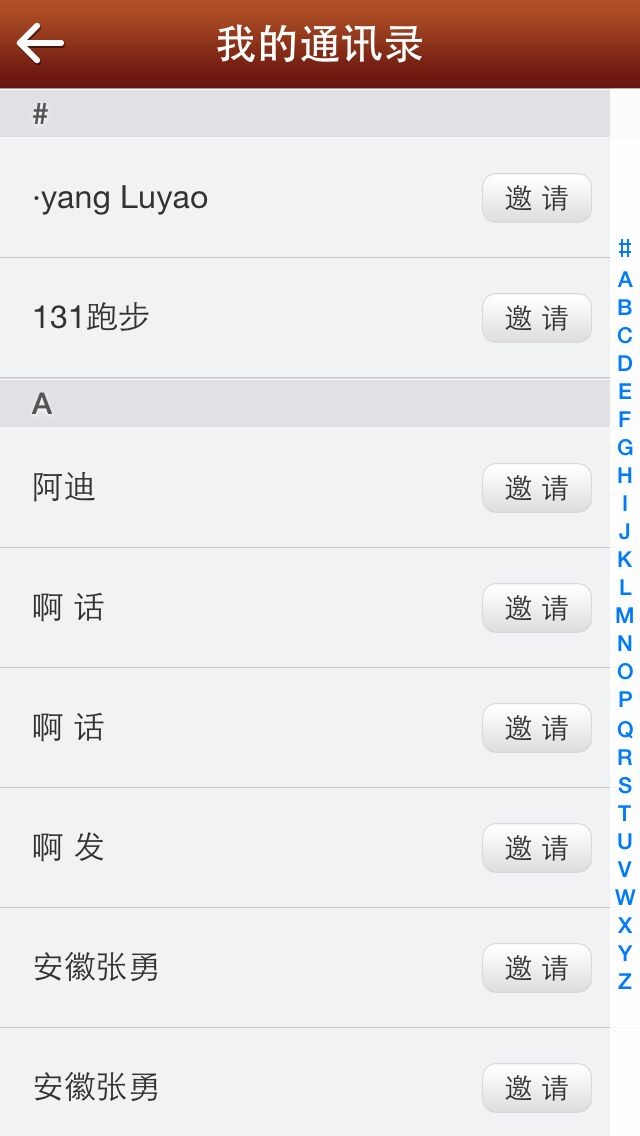 我的通讯录
#
·yang Luyao 邀 请
131跑步 邀 请
A
阿迪 邀 请
啊 话 邀 请
啊 话 邀 请
啊 发 邀 请
安徽张勇 邀 请
安徽张勇 邀 请
#
A
B
C
D
E
F
G
H
I
J
K
L
M
N
O
P
Q
R
S
T
U
V
W
X
Y
Z